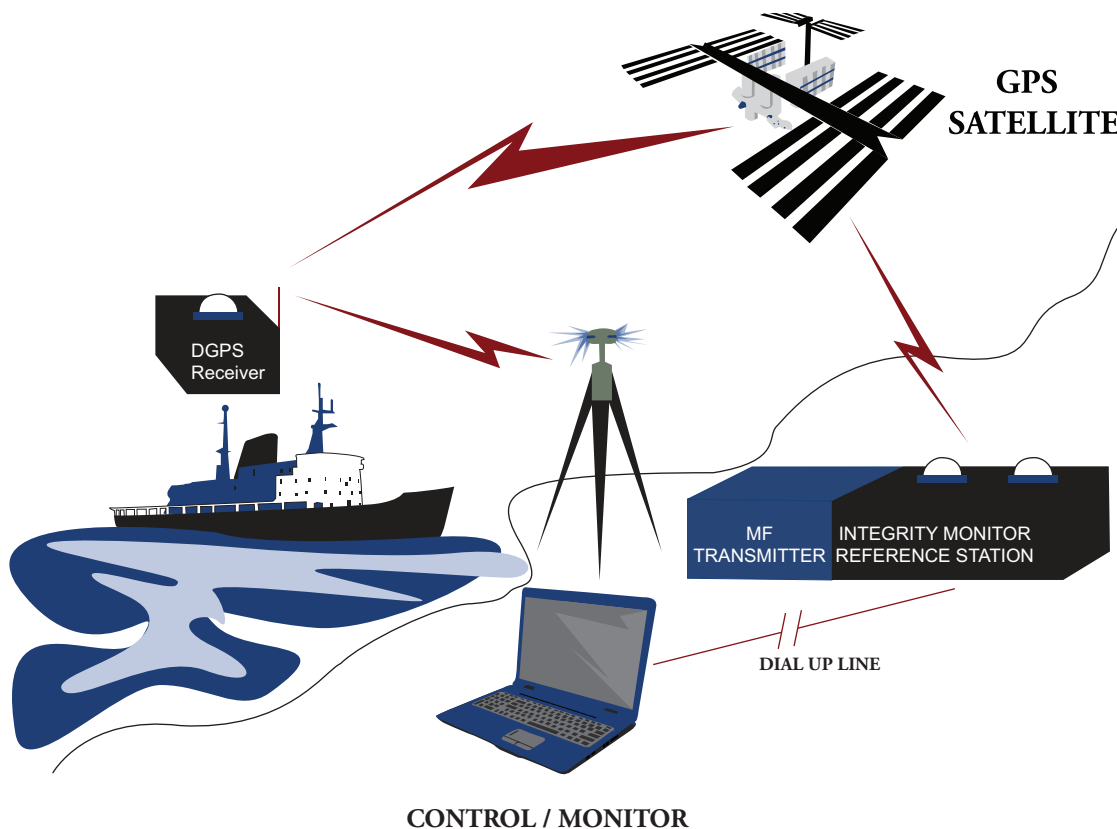 GPS
SATELLITE
DGPS
Receiver
MF
TRANSMITTER
INTEGRITY MONITOR
REFERENCE STATION
DIAL UP LINE
CONTROL / MONITOR